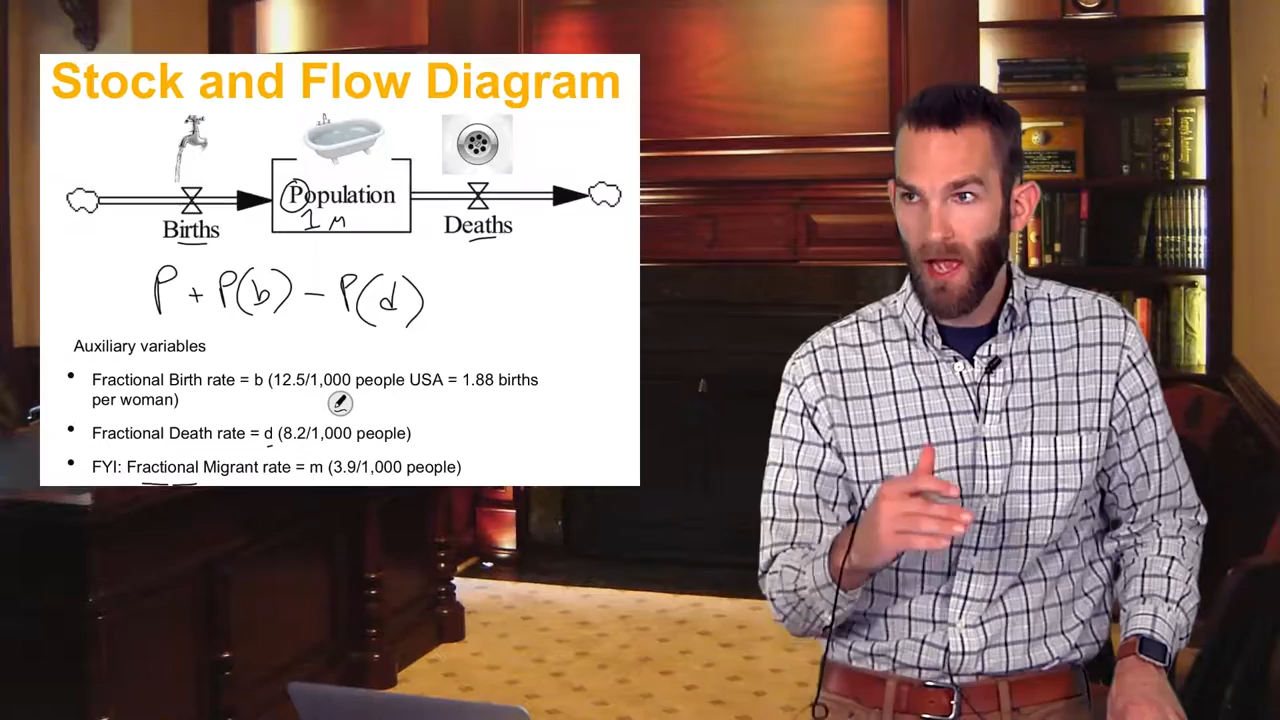 Stock and Flow Diagram
Population
1 M
Births
Deaths
P + P(b) - P(d)
Auxiliary variables
• Fractional Birth rate = b (12.5/1,000 people USA = 1.88 births
per woman)
• Fractional Death rate = d (8.2/1,000 people)
• FYI: Fractional Migrant rate = m (3.9/1,000 people)